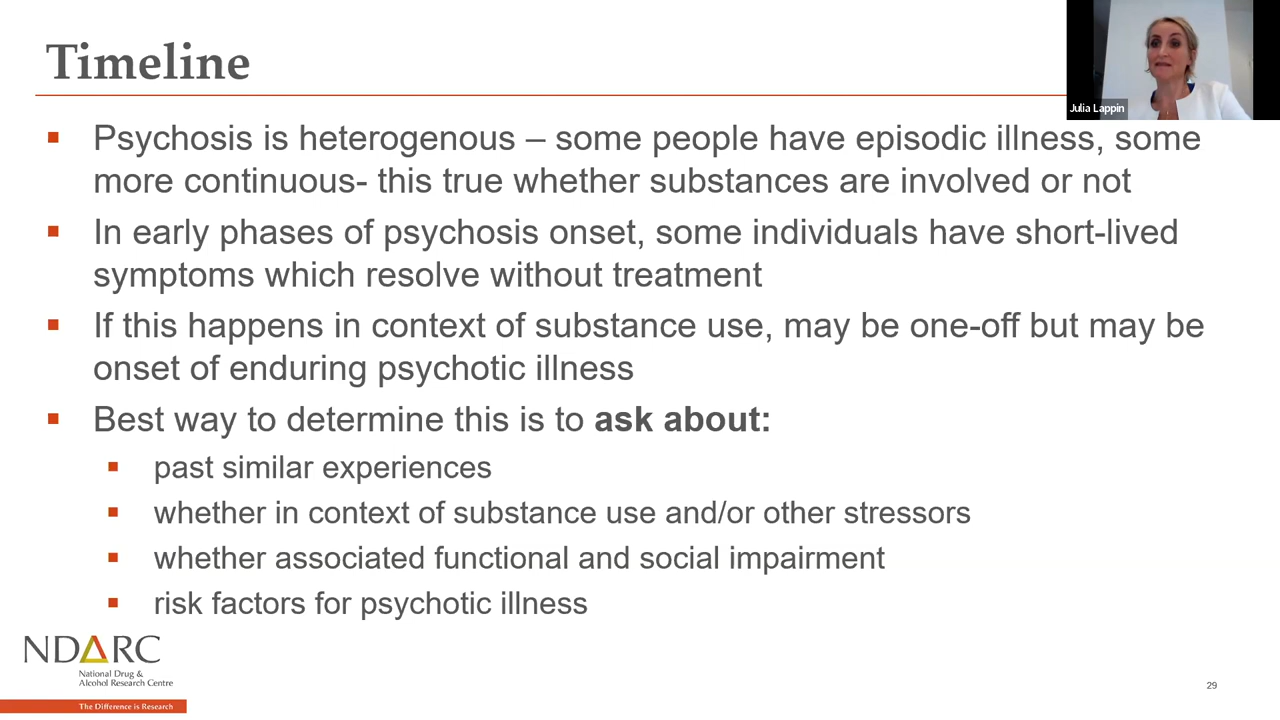 Timeline
Julia Lappin
▪ Psychosis is heterogenous – some people have episodic illness, some
more continuous- this true whether substances are involved or not
▪ In early phases of psychosis onset, some individuals have short-lived
symptoms which resolve without treatment
▪ If this happens in context of substance use, may be one-off but may be
onset of enduring psychotic illness
▪ Best way to determine this is to ask about:
▪ past similar experiences
▪ whether in context of substance use and/or other stressors
▪ whether associated functional and social impairment
▪ risk factors for psychotic illness
NDARC
National Drug &
Alcohol Research Centre
The Difference is Research
29